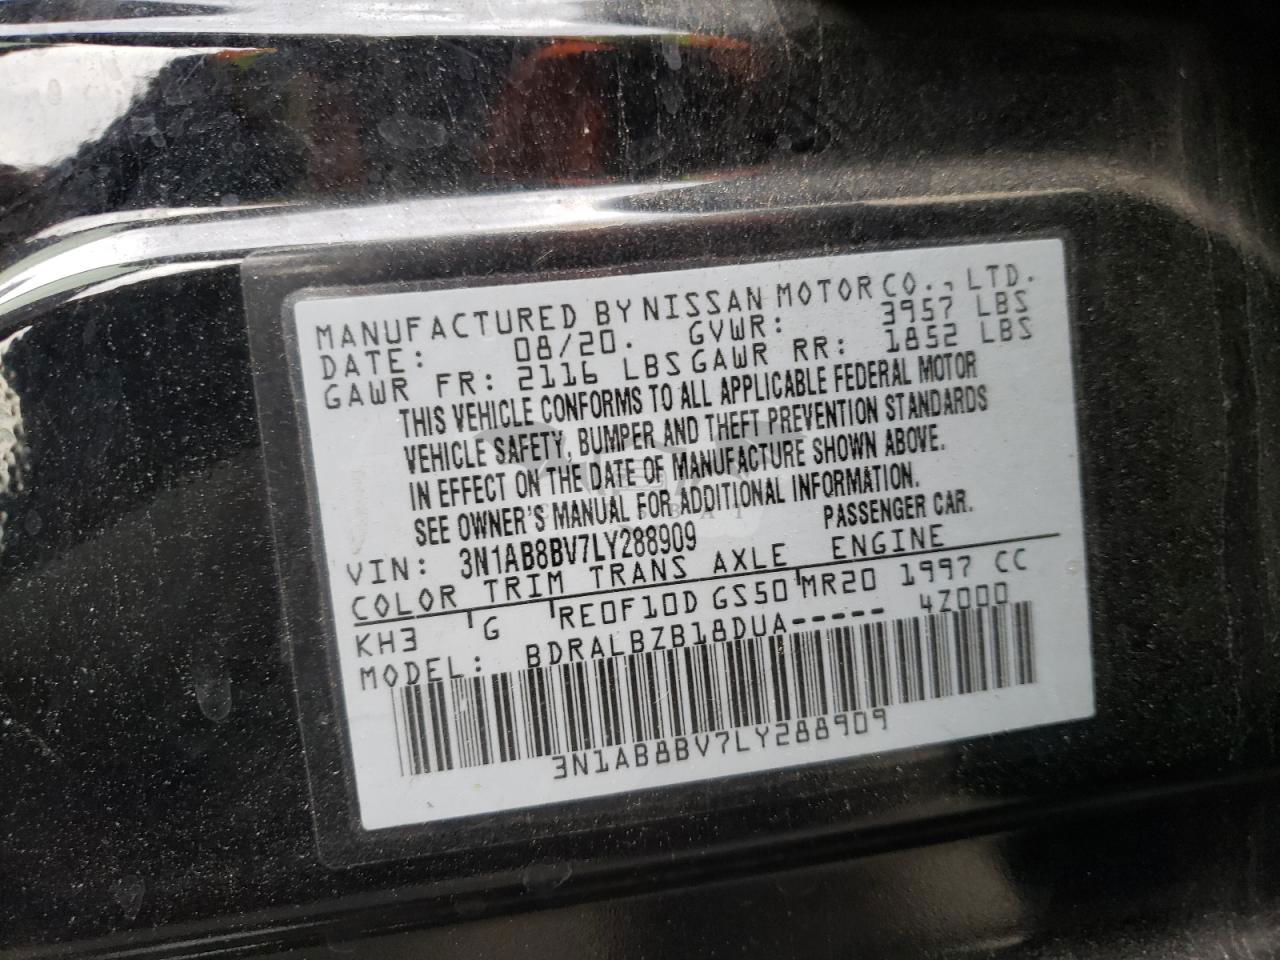 MANUFACTURED BY NISSAN MOTOR CO., LTD.
DATE: 08/20. GVWR: 3957 LBS
GAWR FR: 2116 LBS GAWR RR: 1852 LBS
THIS VEHICLE CONFORMS TO ALL APPLICABLE FEDERAL MOTOR
VEHICLE SAFETY, BUMPER AND THEFT PREVENTION STANDARDS
IN EFFECT ON THE DATE OF MANUFACTURE SHOWN ABOVE.
SEE OWNER'S MANUAL FOR ADDITIONAL INFORMATION.
VIN: 3N1AB8BV7LY288909 PASSENGER CAR.
COLOR TRIM TRANS AXLE ENGINE
KH3 G RE0F10D GS50 MR20 1997 CC
MODEL: BDRALBZB18DUA----- 4Z000
3N1AB8BV7LY288909